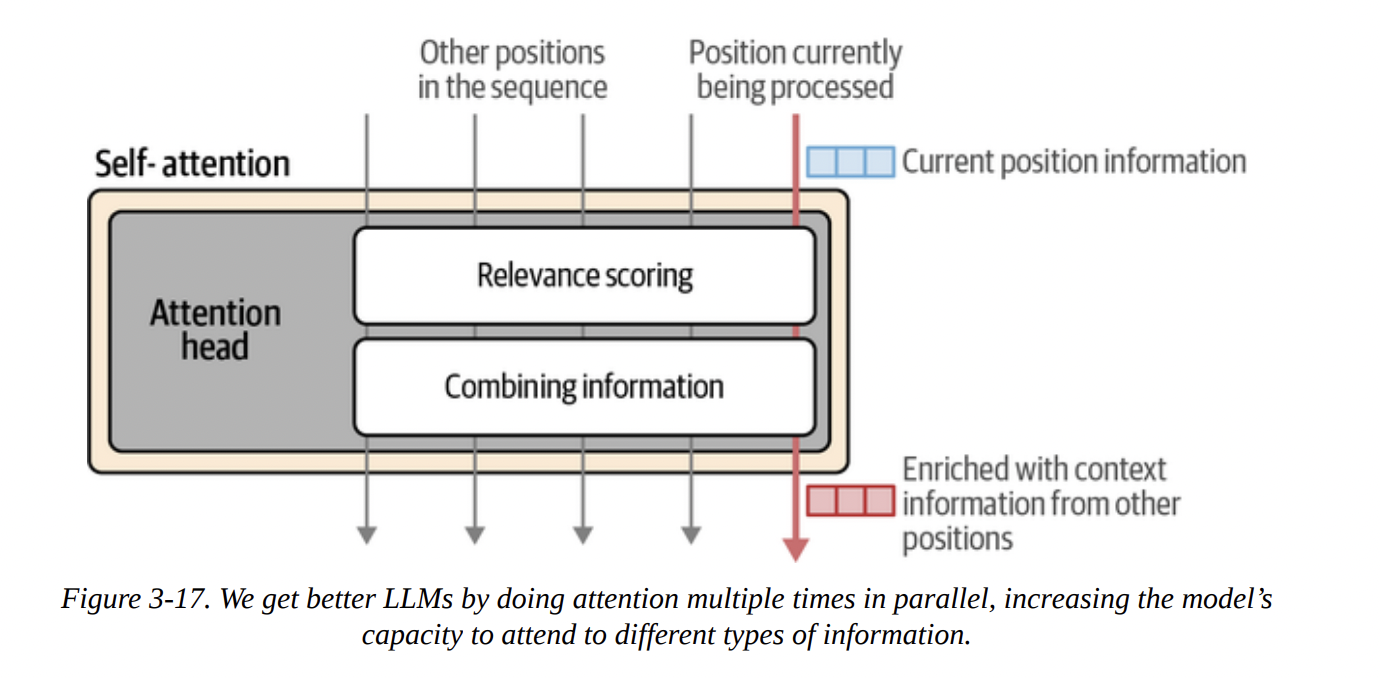 Other positions
in the sequence
Position currently
being processed
Self- attention
Current position information
Relevance scoring
Attention
head
Combining information
Enriched with context
information from other
positions
Figure 3-17. We get better LLMs by doing attention multiple times in parallel, increasing the model’s
capacity to attend to different types of information.